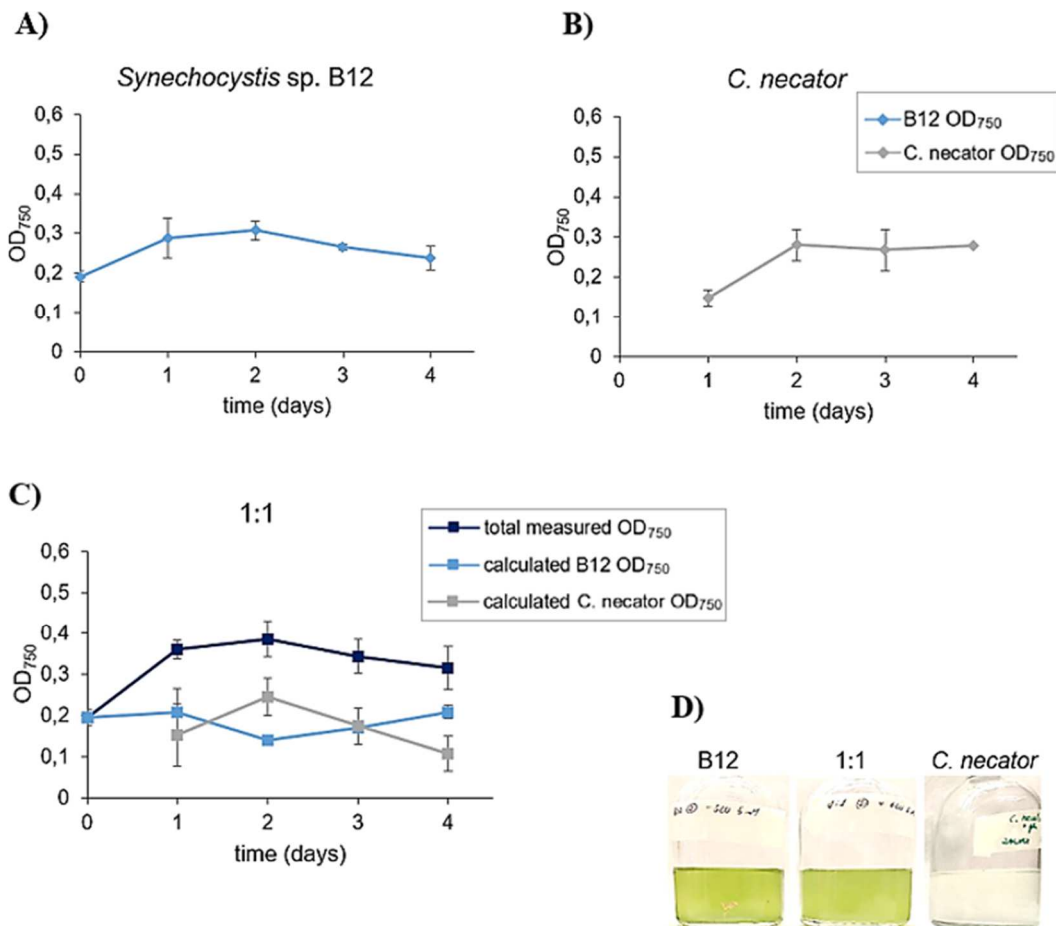 A)
Synechocystis sp. B12
0,6
0,5
0,4
0,3
0,2
0,1
0
OD750
0 1 2 3 4
time (days)
B)
C. necator
B12 OD750
C. necator OD750
0,6
0,5
0,4
0,3
0,2
0,1
0
OD750
0 1 2 3 4
time (days)
C)
1:1
total measured OD750
calculated B12 OD750
calculated C. necator OD750
0,6
0,5
0,4
0,3
0,2
0,1
0
OD750
0 1 2 3 4
time (days)
D)
B12 1:1 C. necator